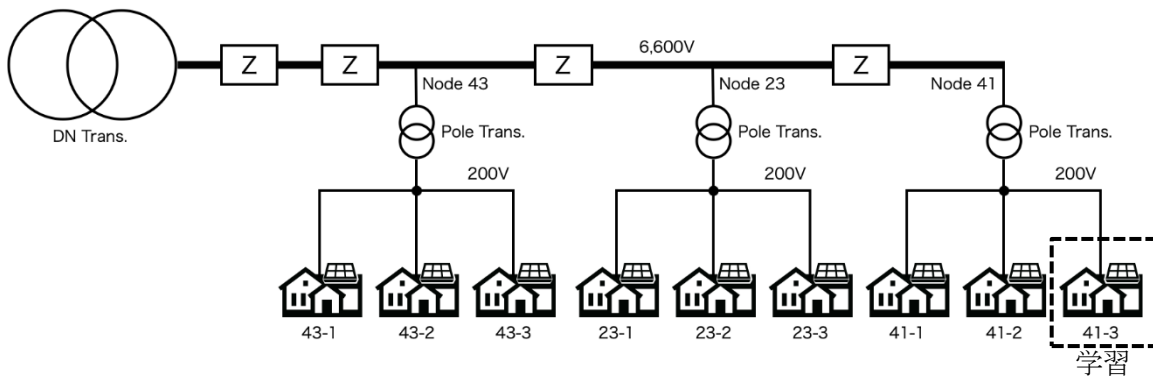 6,600V
Z Z Z Z
Node 43 Node 23 Node 41
DN Trans. Pole Trans. Pole Trans. Pole Trans.
200V 200V 200V
43-1 43-2 43-3 23-1 23-2 23-3 41-1 41-2 41-3
学習